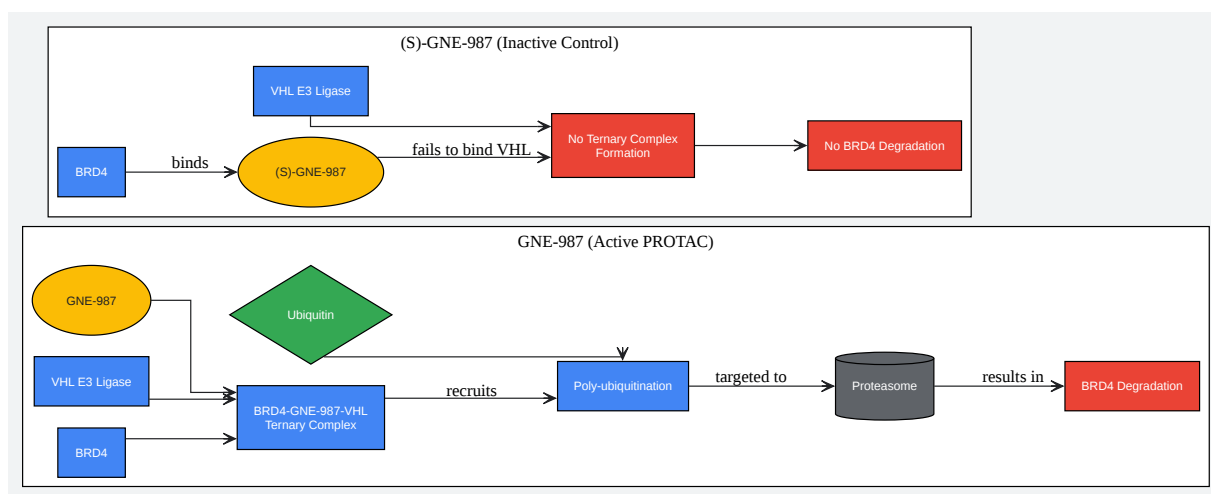 (S)-GNE-987 (Inactive Control)
VHL E3 Ligase
BRD4
binds
(S)-GNE-987
fails to bind VHL
No Ternary Complex
Formation
No BRD4 Degradation
GNE-987 (Active PROTAC)
GNE-987
Ubiquitin
VHL E3 Ligase
BRD4
BRD4-GNE-987-VHL
Ternary Complex
recruits
Poly-ubiquitination
targeted to
Proteasome
results in
BRD4 Degradation